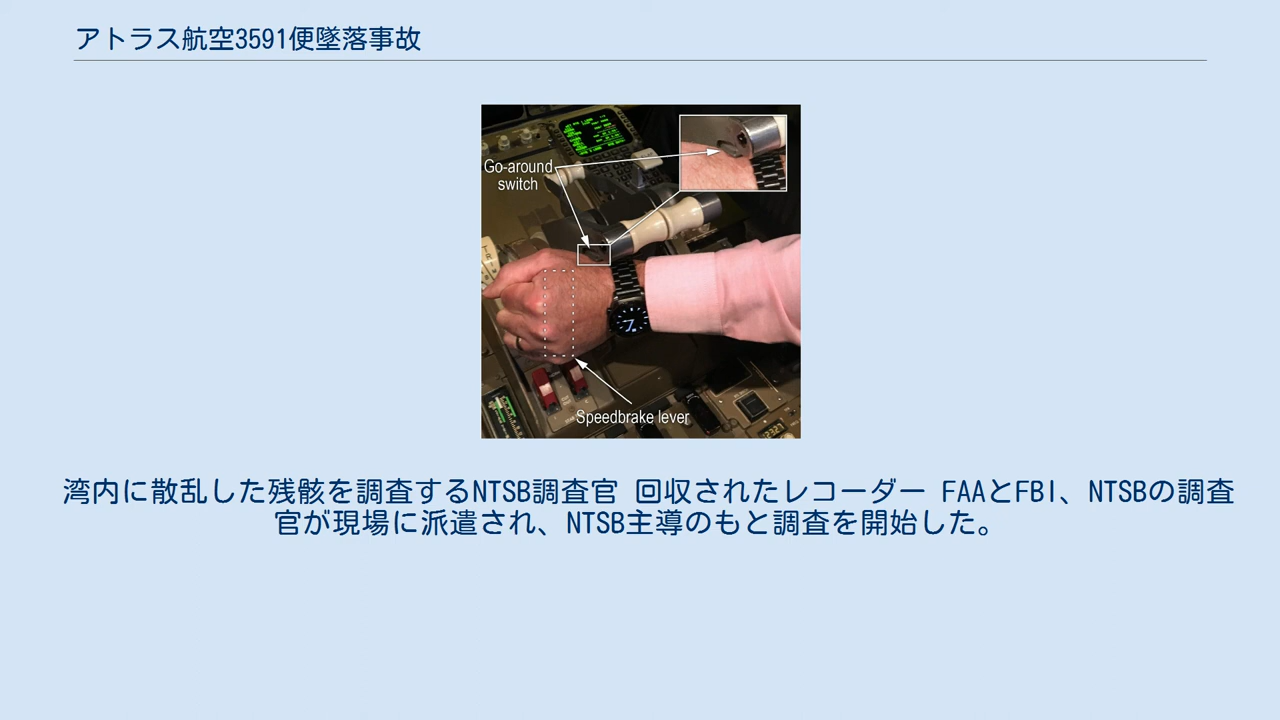 アトラス航空3591便墜落事故
Go-around
switch
Speedbrake lever
湾内に散乱した残骸を調査するNTSB調査官 回収されたレコーダー FAAとFBI、NTSBの調査
官が現場に派遣され、NTSB主導のもと調査を開始した。